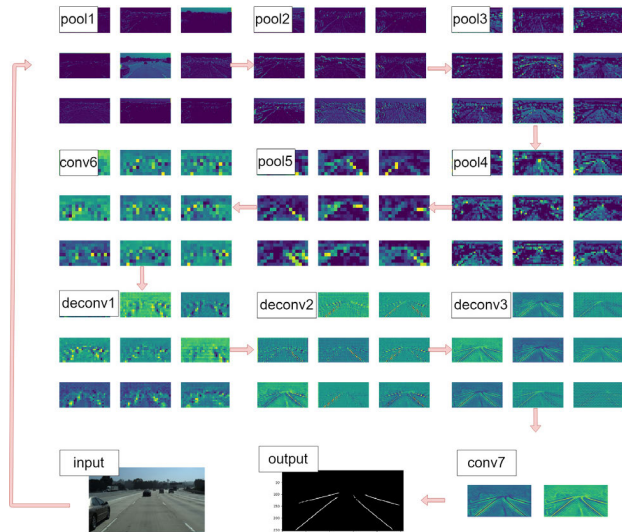 pool1
pool2
pool3
conv6
pool5
pool4
deconv1
deconv2
deconv3
input
output
conv7